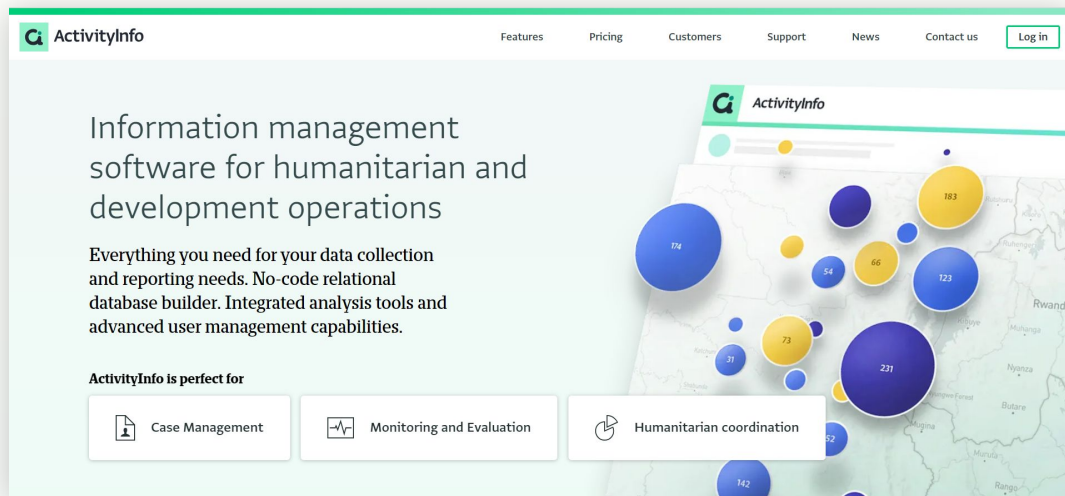 ActivityInfo
Features Pricing Customers Support News Contact us Log in
Information management
software for humanitarian and
development operations
Everything you need for your data collection
and reporting needs. No-code relational
database builder. Integrated analysis tools and
advanced user management capabilities.
ActivityInfo is perfect for
Case Management
Monitoring and Evaluation
Humanitarian coordination
ActivityInfo
183
174
66
54
123
Rwand
73
31
231
Nyanza
Butare
52
Rango
142